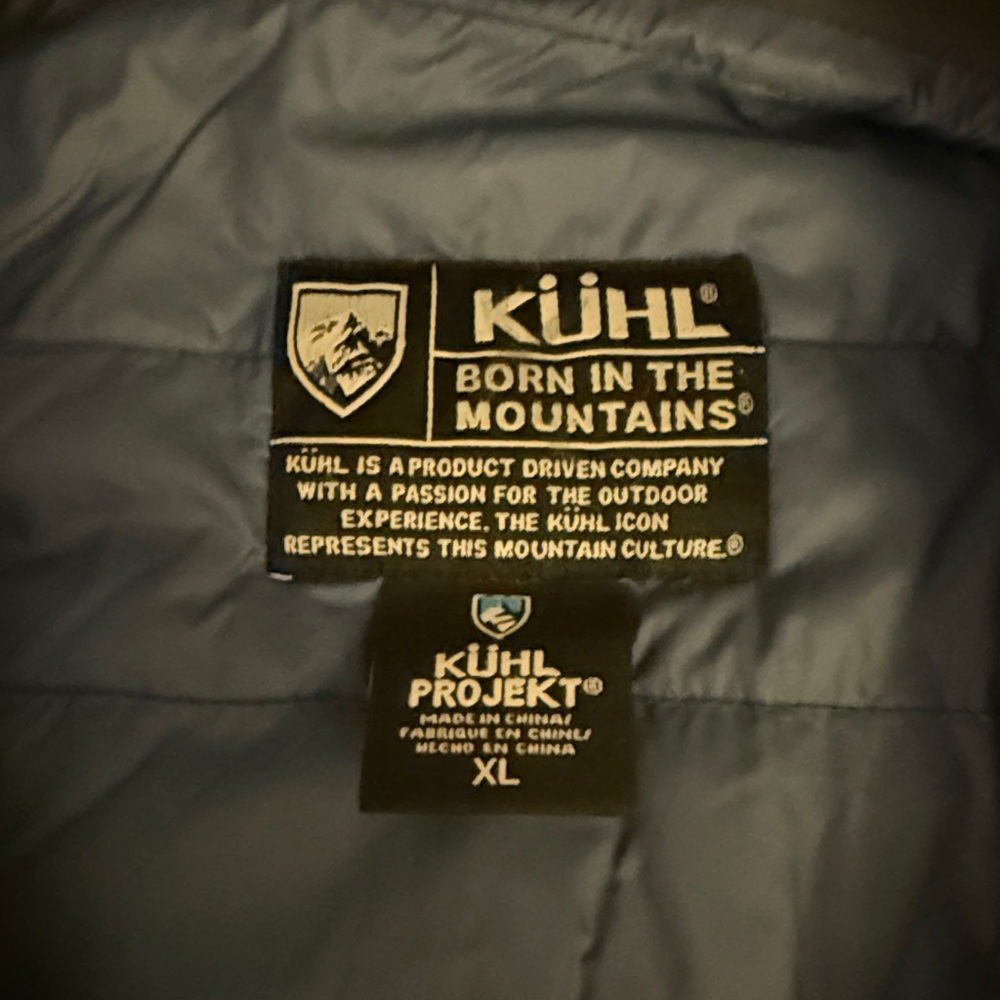 KÜHL®
BORN IN THE
MOUNTAINS®
KÜHL IS A PRODUCT DRIVEN COMPANY
WITH A PASSION FOR THE OUTDOOR
EXPERIENCE. THE KÜHL ICON
REPRESENTS THIS MOUNTAIN CULTURE.®
KÜHL
PROJEKT®
MADE IN CHINA/
FABRIQUE EN CHINE/
HECHO EN CHINA
XL